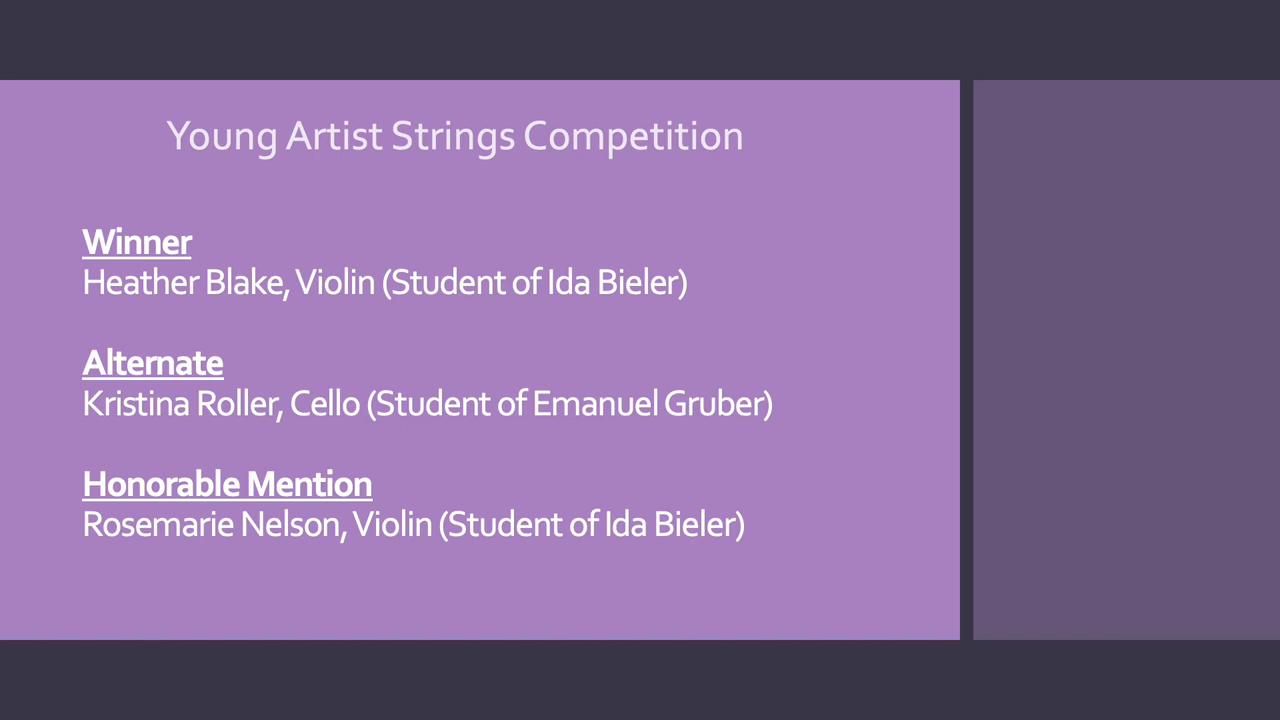 Young Artist Strings Competition
Winner
Heather Blake, Violin (Student of Ida Bieler)
Alternate
Kristina Roller, Cello (Student of Emanuel Gruber)
Honorable Mention
Rosemarie Nelson, Violin (Student of Ida Bieler)